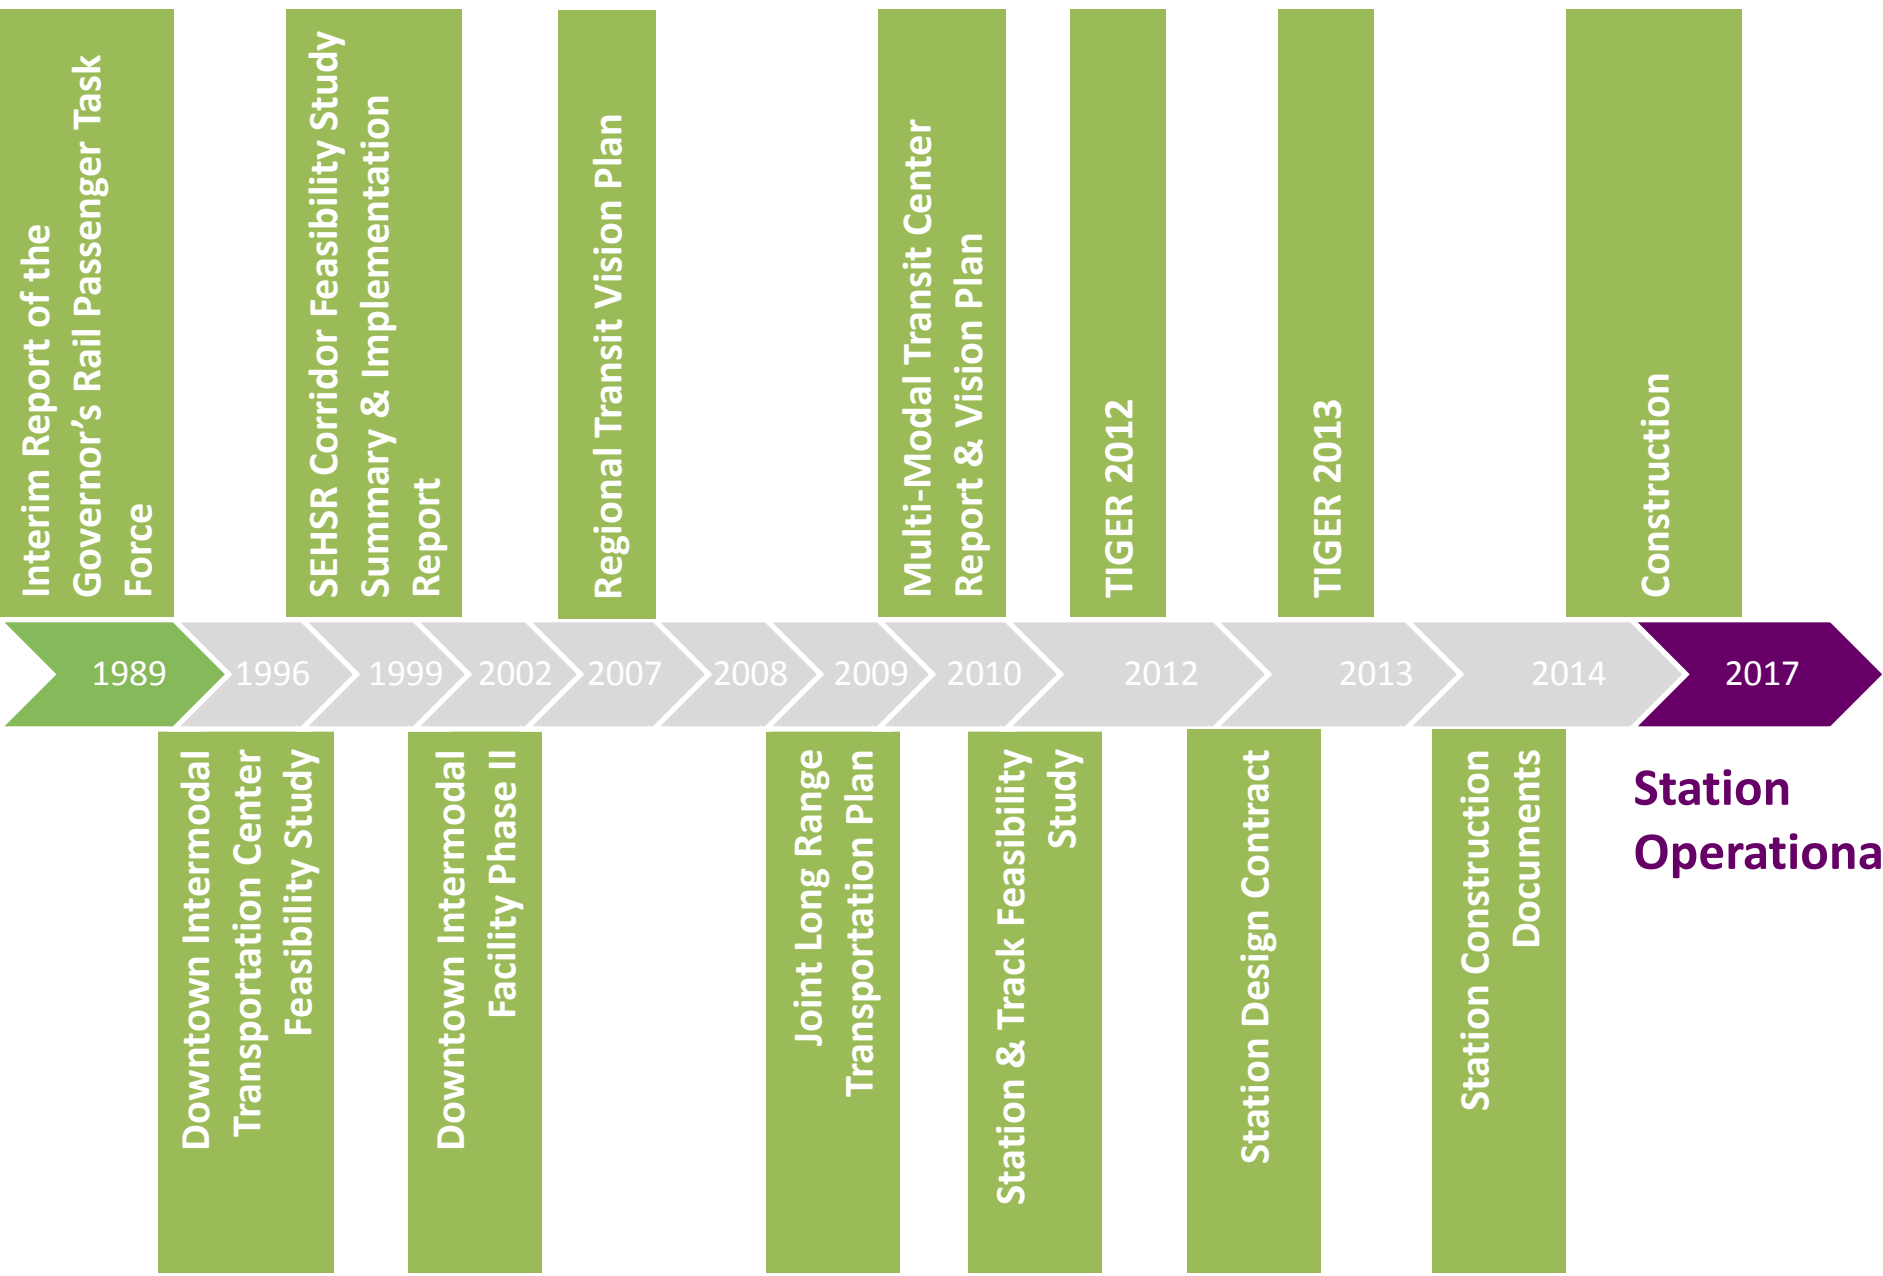 Interim Report of the
Governor’s Rail Passenger Task
Force
SEHSR Corridor Feasibility Study
Summary & Implementation
Report
Regional Transit Vision Plan
Multi-Modal Transit Center
Report & Vision Plan
TIGER 2012
TIGER 2013
Construction
1989
1996
1999
2002
2007
2008
2009
2010
2012
2013
2014
2017
Downtown Intermodal
Transportation Center
Feasibility Study
Downtown Intermodal
Facility Phase II
Joint Long Range
Transportation Plan
Station & Track Feasibility
Study
Station Design Contract
Station Construction
Documents
Station
Operationa